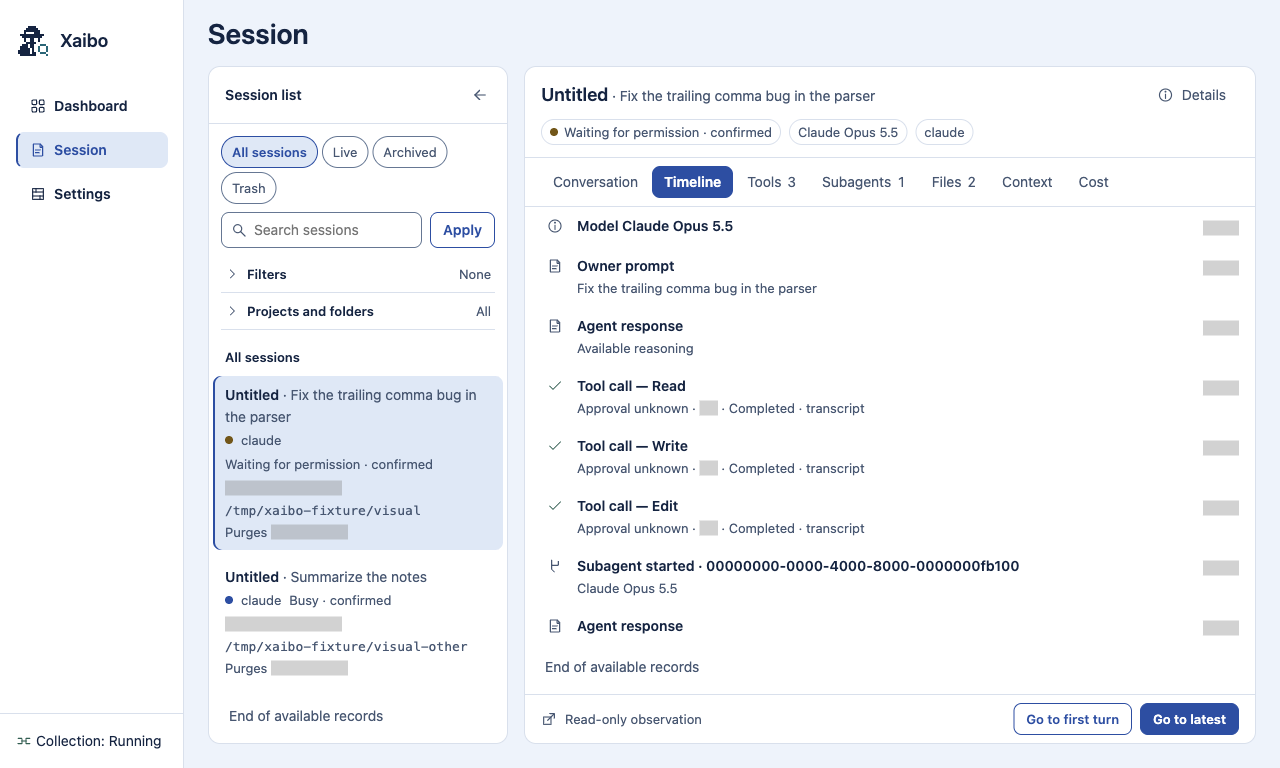 Xaibo
Dashboard
Session
Settings
Collection: Running
Session
Session list
All sessions
Live
Archived
Trash
Search sessions
Apply
Filters
None
Projects and folders
All
All sessions
Untitled · Fix the trailing comma bug in
the parser
claude
Waiting for permission · confirmed
/tmp/xaibo-fixture/visual
Purges
Untitled · Summarize the notes
claude Busy · confirmed
/tmp/xaibo-fixture/visual-other
Purges
End of available records
Untitled · Fix the trailing comma bug in the parser
Details
Waiting for permission · confirmed
Claude Opus 5.5
claude
Conversation
Timeline
Tools 3
Subagents 1
Files 2
Context
Cost
Model Claude Opus 5.5
Owner prompt
Fix the trailing comma bug in the parser
Agent response
Available reasoning
Tool call — Read
Approval unknown · · Completed · transcript
Tool call — Write
Approval unknown · · Completed · transcript
Tool call — Edit
Approval unknown · · Completed · transcript
Subagent started · 00000000-0000-4000-8000-0000000fb100
Claude Opus 5.5
Agent response
End of available records
Read-only observation
Go to first turn
Go to latest